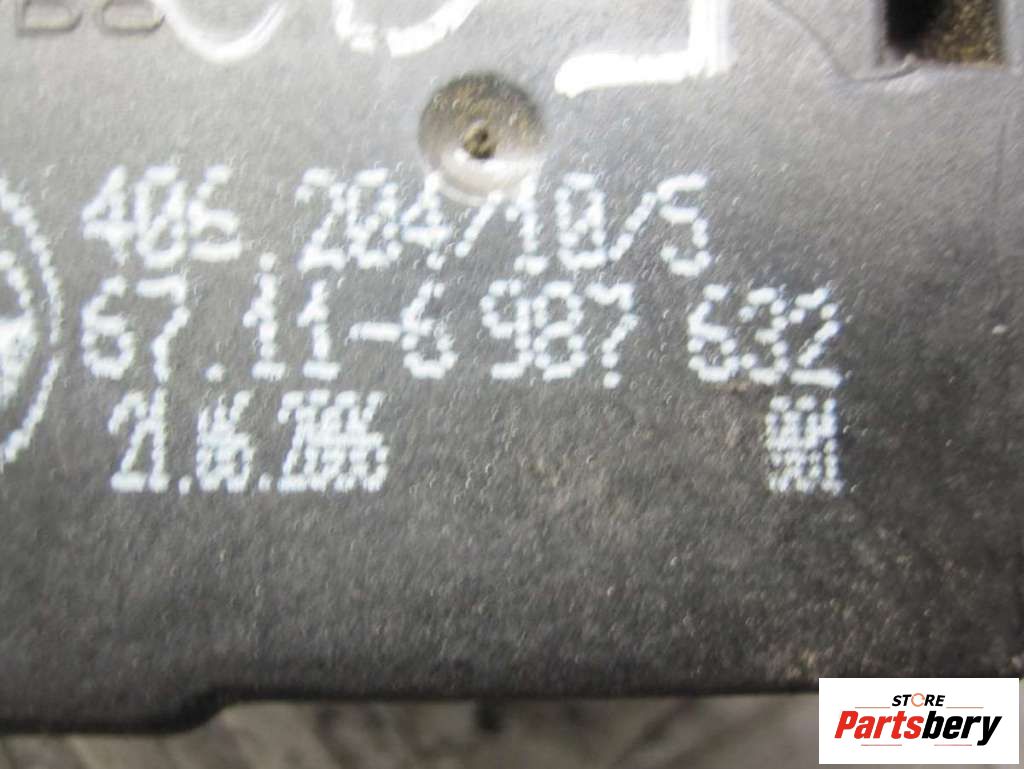 406.204/10/5
67.11-6 987 632
21.06.2006
STORE
Partsbery